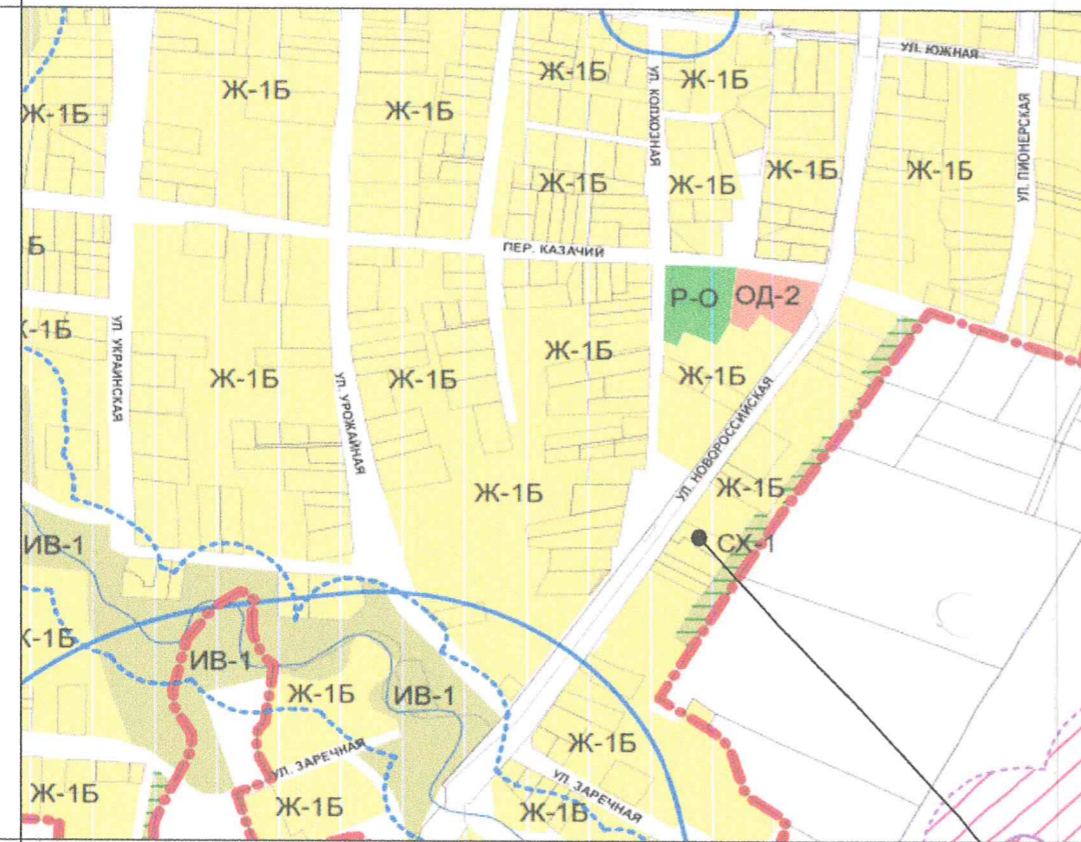 УЛ. ЮЖНАЯ
Ж-1Б
Ж-1Б
Ж-1Б
Ж-1Б
Ж-1Б
УЛ. КОЛХОЗНАЯ
УЛ. ПИОНЕРСКАЯ
Ж-1Б
Ж-1Б
Ж-1Б
Ж-1Б
Б
ПЕР. КАЗАЧИЙ
Р-О
ОД-2
Ж-1Б
УЛ. УКРАИНСКАЯ
Ж-1Б
УЛ. УРОЖАЙНАЯ
Ж-1Б
Ж-1Б
Ж-1Б
УЛ. НОВОРОССИЙСКАЯ
Ж-1Б
Ж-1Б
ИВ-1
СХ-1
Ж-1Б
ИВ-1
Ж-1Б
ИВ-1
УЛ. ЗАРЕЧНАЯ
Ж-1Б
УЛ. ЗАРЕЧНАЯ
Ж-1Б
Ж-1Б
Ж-1Б